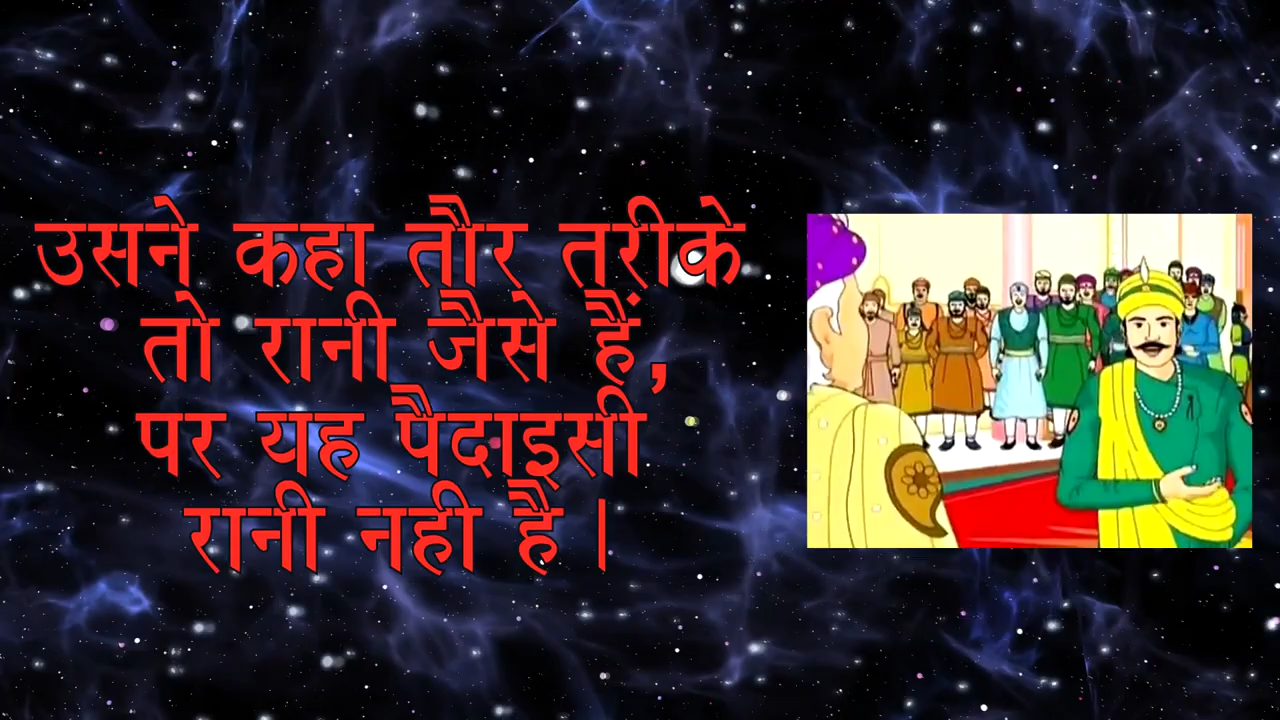 उसने कहा तौर तरीके
तो रानी जैसे हैं,
पर यह पैदाइसी
रानी नही है |